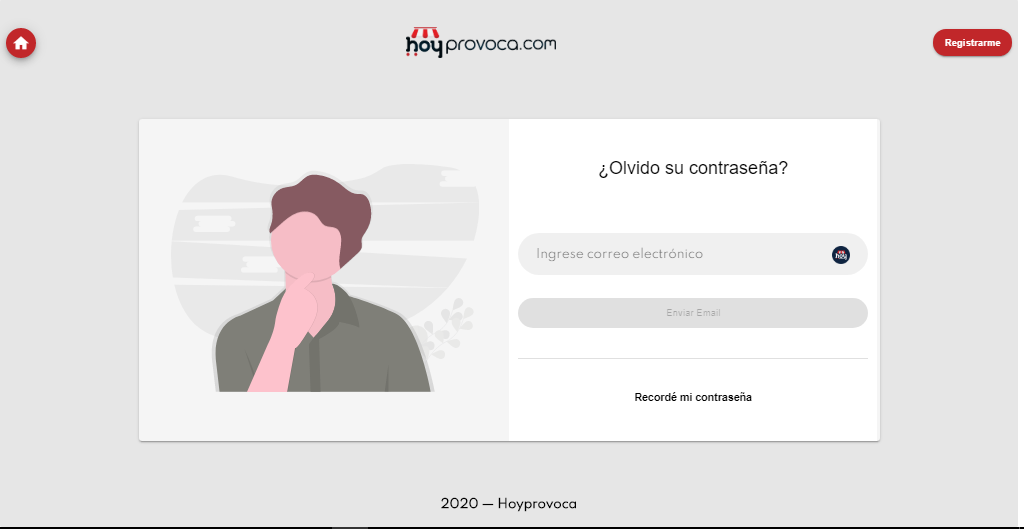 hoyprovoca.com
Registrarme
¿Olvido su contraseña?
Ingrese correo electrónico
hoy
Enviar Email
Recordé mi contraseña
2020 — Hoyprovoca